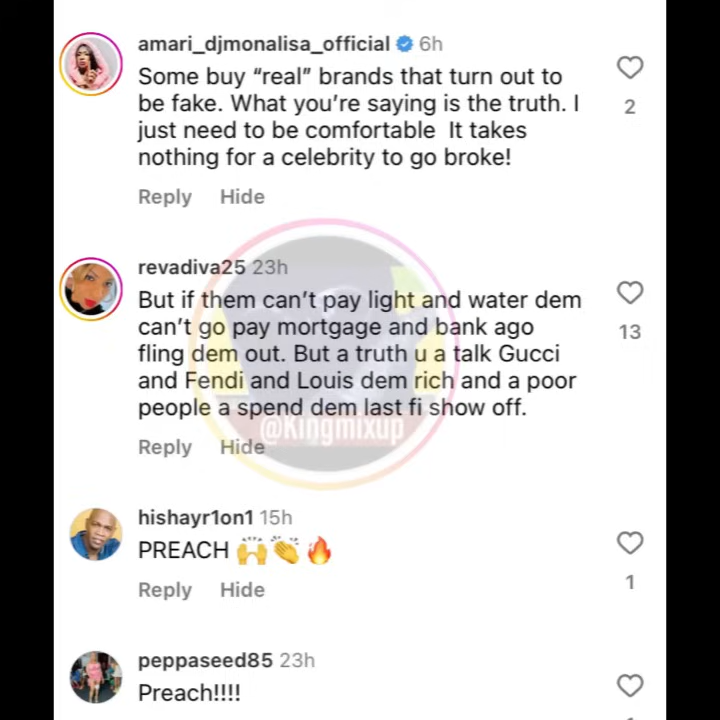 amari_djmonalisa_official 6h
Some buy “real” brands that turn out to
be fake. What you’re saying is the truth. I
just need to be comfortable It takes
nothing for a celebrity to go broke!
2
Reply Hide
revadiva25 23h
But if them can’t pay light and water dem
can’t go pay mortgage and bank ago
fling dem out. But a truth u a talk Gucci
and Fendi and Louis dem rich and a poor
people a spend dem last fi show off.
13
@Kingmixup
Reply Hide
hishayr1on1 15h
PREACH 🙌👏🔥
1
Reply Hide
peppaseed85 23h
Preach!!!!